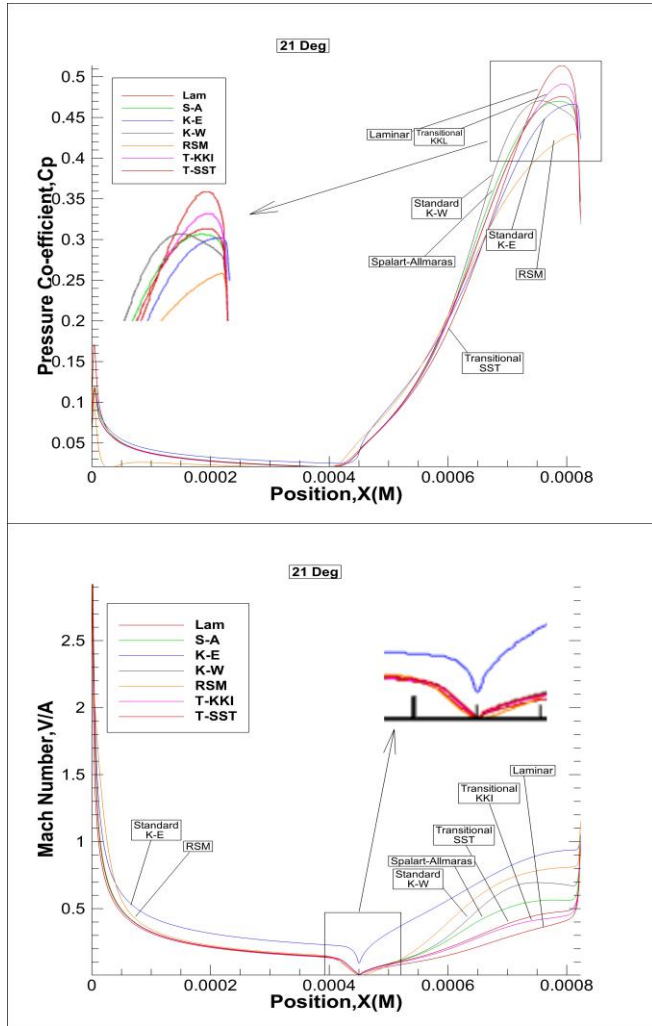 21 Deg
Pressure Co-efficient,Cp
0.5
0.45
0.4
0.35
0.3
0.25
0.2
0.15
0.1
0.05
Lam
S-A
K-E
K-W
RSM
T-KKI
T-SST
Laminar
Transitional
KKL
Standard
K-W
Spalart-Allmaras
Standard
K-E
RSM
Transitional
SST
0
0.0002
0.0004
0.0006
0.0008
Position,X(M)
21 Deg
Mach Number,V/A
2.5
2
1.5
1
0.5
Lam
S-A
K-E
K-W
RSM
T-KKI
T-SST
Standard
K-E
RSM
Laminar
Transitional
KKI
Transitional
SST
Spalart-Allmaras
Standard
K-W
0
0.0002
0.0004
0.0006
0.0008
Position,X(M)